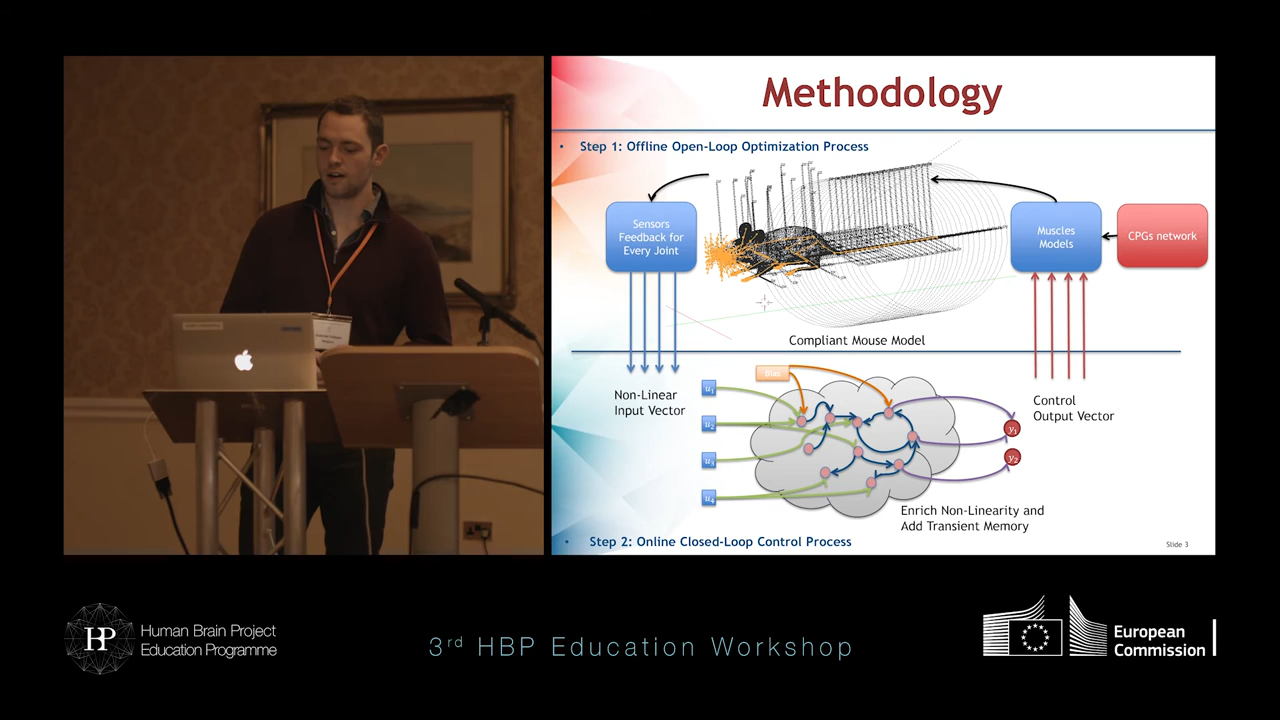 Methodology
• Step 1: Offline Open-Loop Optimization Process
Sensors
Feedback for
Every Joint
Muscles
Models
CPGs network
Compliant Mouse Model
Non-Linear
Input Vector
Bias
u1
u2
u3
u4
y1
y2
Control
Output Vector
Enrich Non-Linearity and
Add Transient Memory
• Step 2: Online Closed-Loop Control Process
Slide 3
HBP
Human Brain Project
Education Programme
3rd HBP Education Workshop
European
Commission